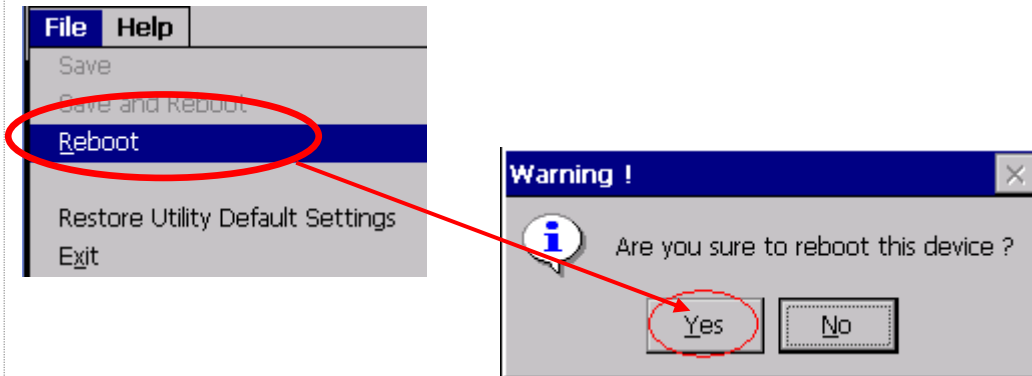 File Help
Save
Save and Reboot
Reboot
Restore Utility Default Settings
Exit
Warning !
Are you sure to reboot this device ?
Yes No